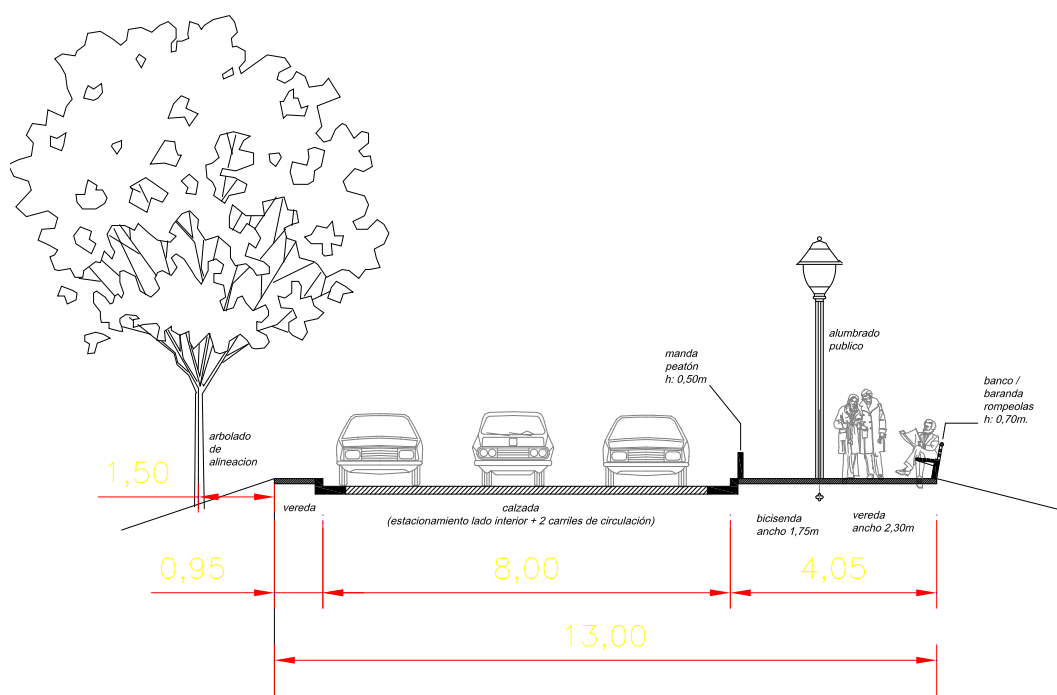 alumbrado
publico
manda
peatón
h: 0,50m
banco /
baranda
rompeolas
h: 0,70m.
arbolado
de
alineacion
1,50
vereda
calzada
(estacionamiento lado interior + 2 carriles de circulación)
bicisenda
ancho 1,75m
vereda
ancho 2,30m
0,95
8,00
4,05
13,00